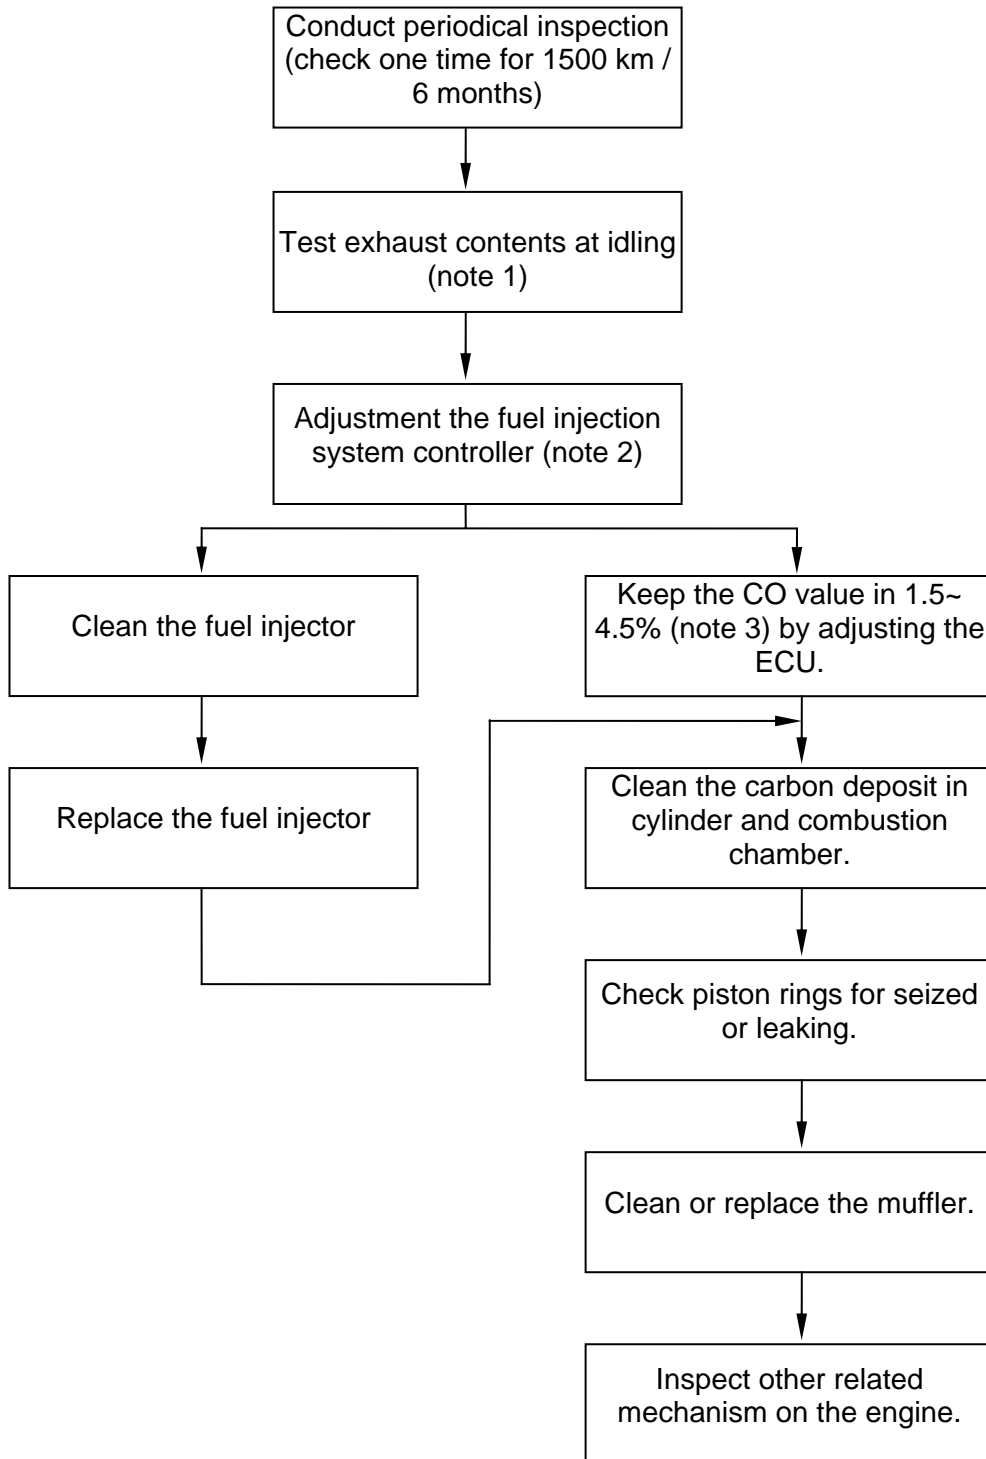 Conduct periodical inspection
(check one time for 1500 km /
6 months)
Test exhaust contents at idling
(note 1)
Adjustment the fuel injection
system controller (note 2)
Clean the fuel injector
Replace the fuel injector
Keep the CO value in 1.5~
4.5% (note 3) by adjusting the
ECU.
Clean the carbon deposit in
cylinder and combustion
chamber.
Check piston rings for seized
or leaking.
Clean or replace the muffler.
Inspect other related
mechanism on the engine.